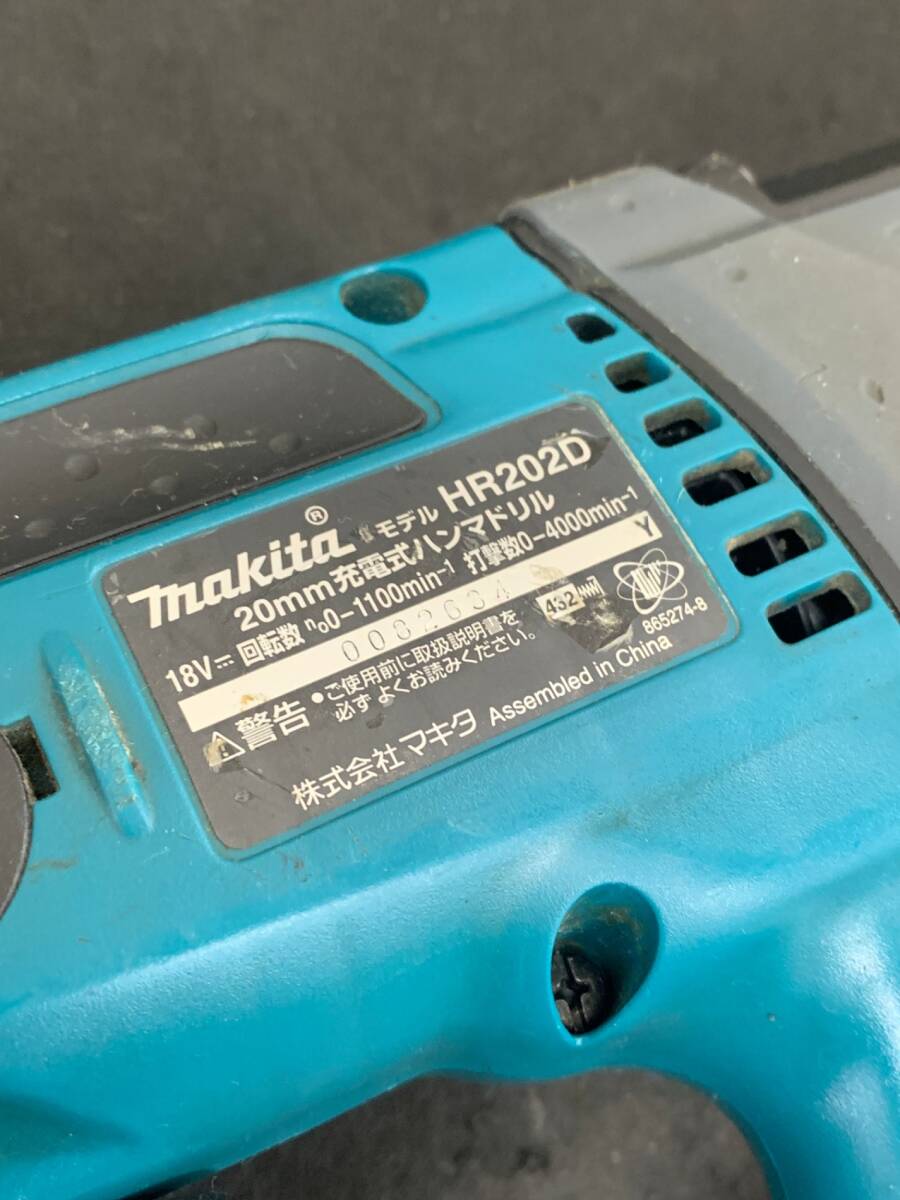 makita® モデル HR202D
20mm充電式ハンマドリル
18V⎓ 回転数 n₀0-1100min⁻¹ 打撃数0-4000min⁻¹
0082634 Y
⚠警告 •ご使用前に取扱説明書を
必ずよくお読みください。
432
865274-8
株式会社 マキタ Assembled in China